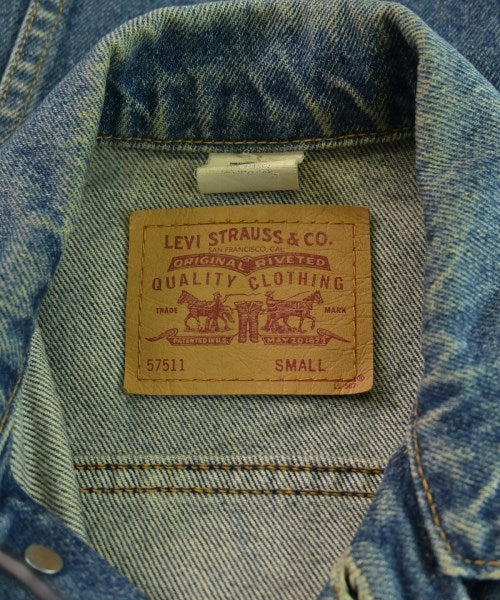 LEVI STRAUSS & CO.
SAN FRANCISCO, CAL.
ORIGINAL RIVETED
QUALITY CLOTHING
TRADE MARK
PATENTED IN U.S. MAY 20 1873
57511 SMALL